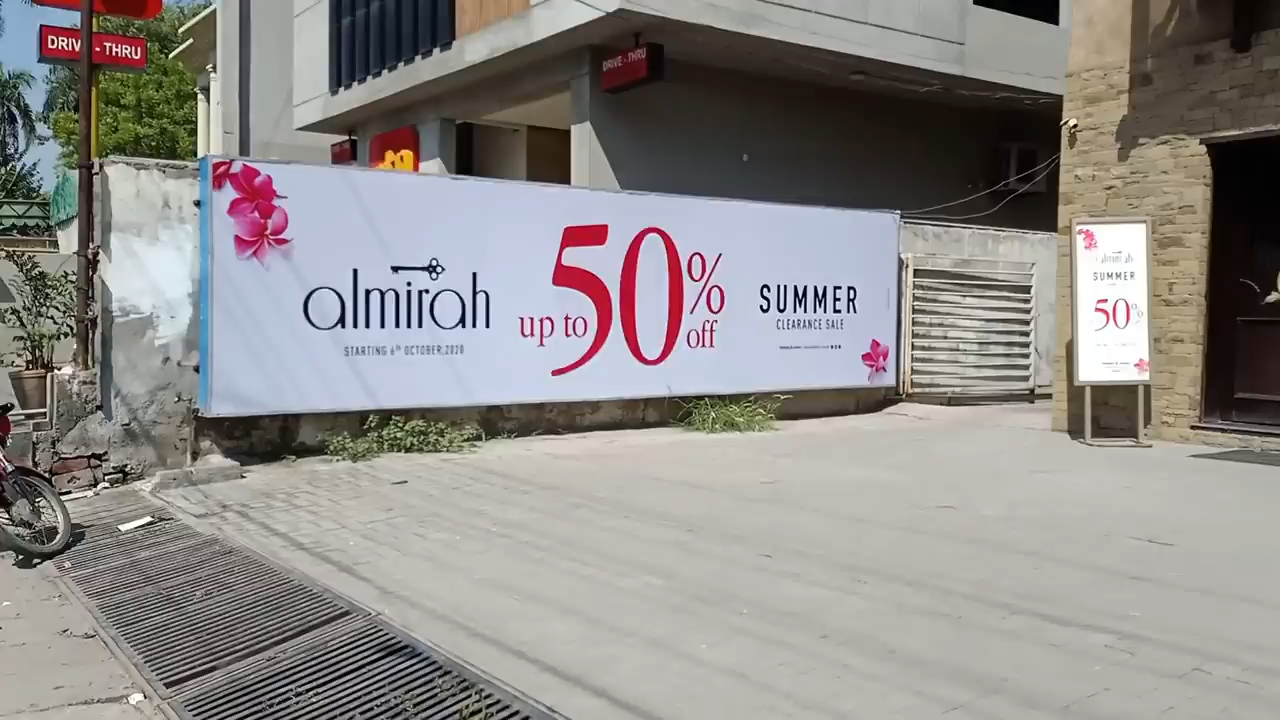 DRIVE - THRU
DRIVE - THRU
almirah
STARTING 6th OCTOBER,2020
up to 50% off
SUMMER
CLEARANCE SALE
almirah
SUMMER
50%